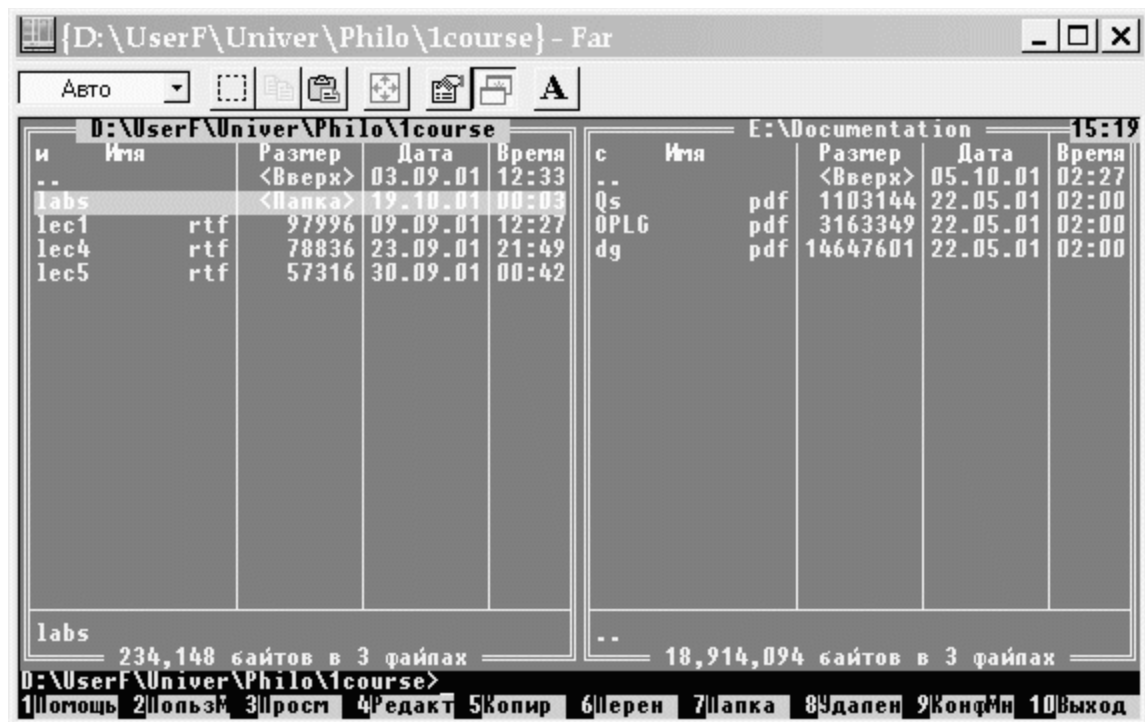 {D:\UserF\Univer\Philo\1course} - Far
Авто A
D:\UserF\Univer\Philo\1course E:\Documentation 15:19
и Имя Размер Дата Время с Имя Размер Дата Время
.. <Вверх> 03.09.01 12:33 .. <Вверх> 05.10.01 02:27
labs <Папка> 19.10.01 00:03 Qs pdf 1103144 22.05.01 02:00
lec1 rtf 97996 09.09.01 12:27 OPLG pdf 3163349 22.05.01 02:00
lec4 rtf 78836 23.09.01 21:49 dg pdf 14647601 22.05.01 02:00
lec5 rtf 57316 30.09.01 00:42
labs ..
234,148 байтов в 3 файлах 18,914,094 байтов в 3 файлах
D:\UserF\Univer\Philo\1course>
1Помощь 2ПользМ 3Просм 4Редакт 5Копир 6Перен 7Папка 8Удален 9КонфМн 10Выход